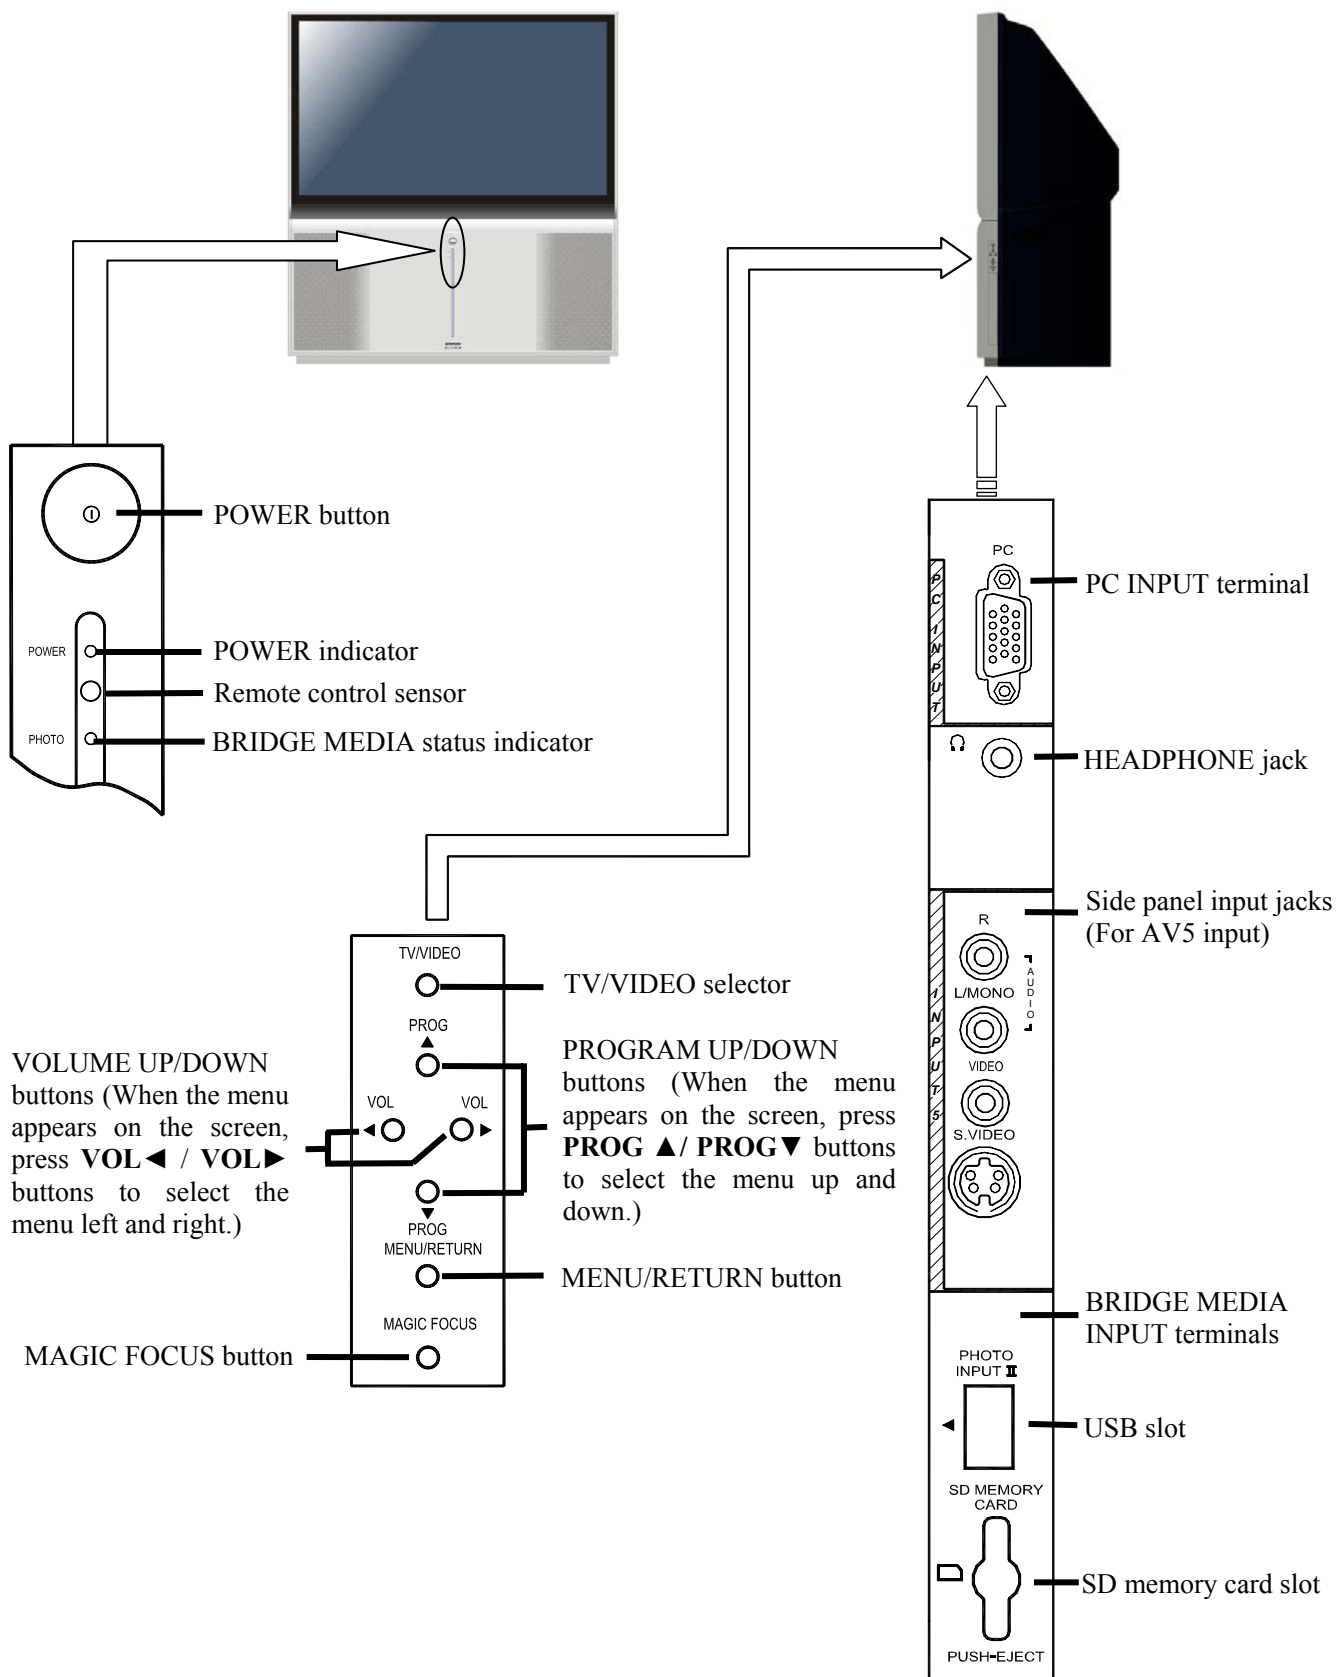 POWER button
POWER
POWER indicator
Remote control sensor
PHOTO
BRIDGE MEDIA status indicator
TV/VIDEO
TV/VIDEO selector
PROG
▲
VOLUME UP/DOWN
buttons (When the menu
appears on the screen,
press VOL◄ / VOL►
buttons to select the
menu left and right.)
VOL
◄
VOL
►
PROGRAM UP/DOWN
buttons (When the menu
appears on the screen, press
PROG ▲/ PROG▼ buttons
to select the menu up and
down.)
▼
PROG
MENU/RETURN
MENU/RETURN button
MAGIC FOCUS
MAGIC FOCUS button
PC
PC INPUT
PC INPUT terminal
HEADPHONE jack
Side panel input jacks
(For AV5 input)
R
AUDIO
L/MONO
INPUT 5
VIDEO
S.VIDEO
BRIDGE MEDIA
INPUT terminals
PHOTO
INPUT II
◄
USB slot
SD MEMORY
CARD
SD memory card slot
PUSH-EJECT